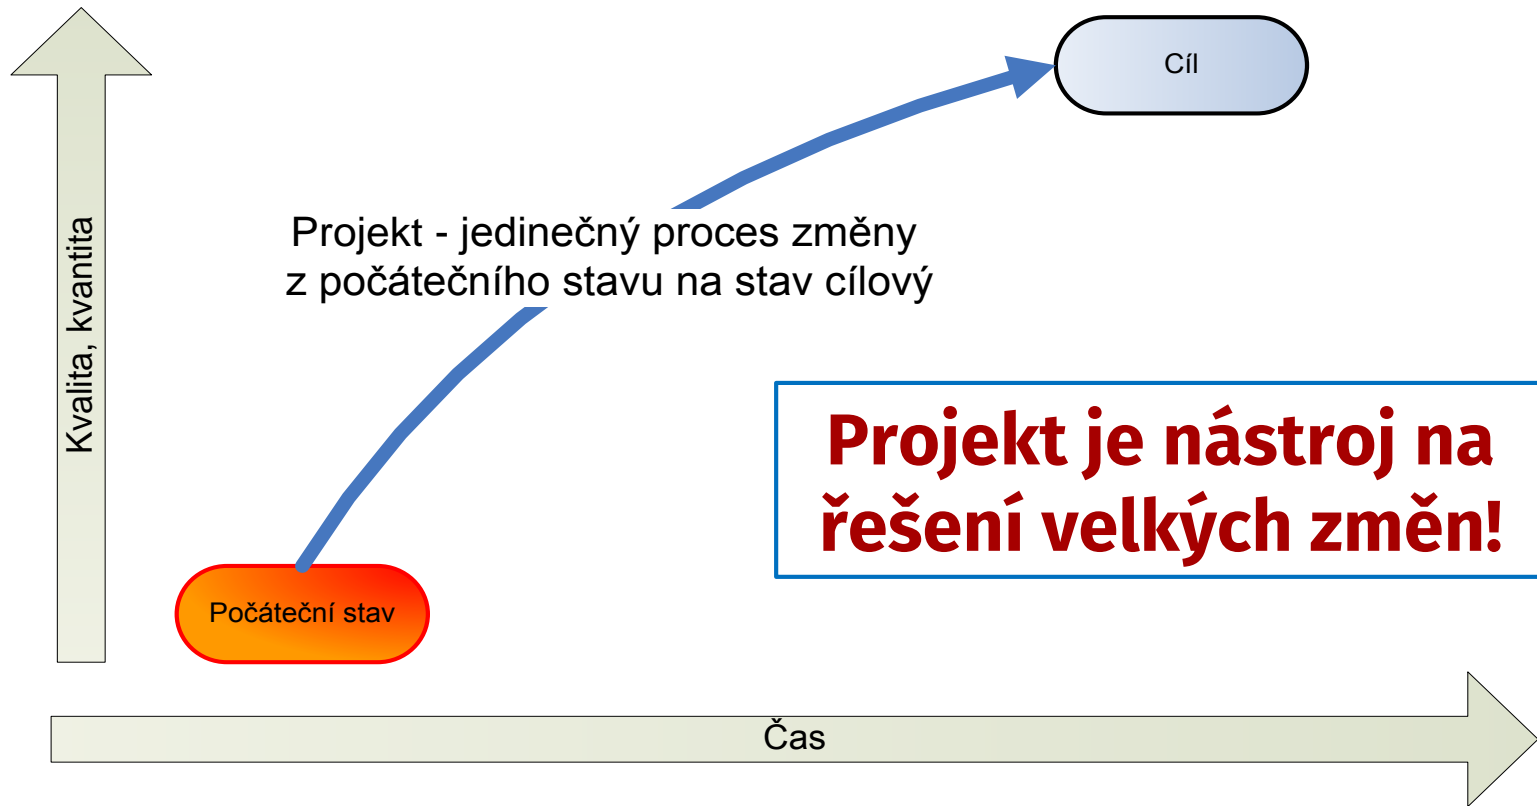 Cíl
Kvalita, kvantita
Projekt - jedinečný proces změny
z počátečního stavu na stav cílový
Projekt je nástroj na
řešení velkých změn!
Počáteční stav
Čas